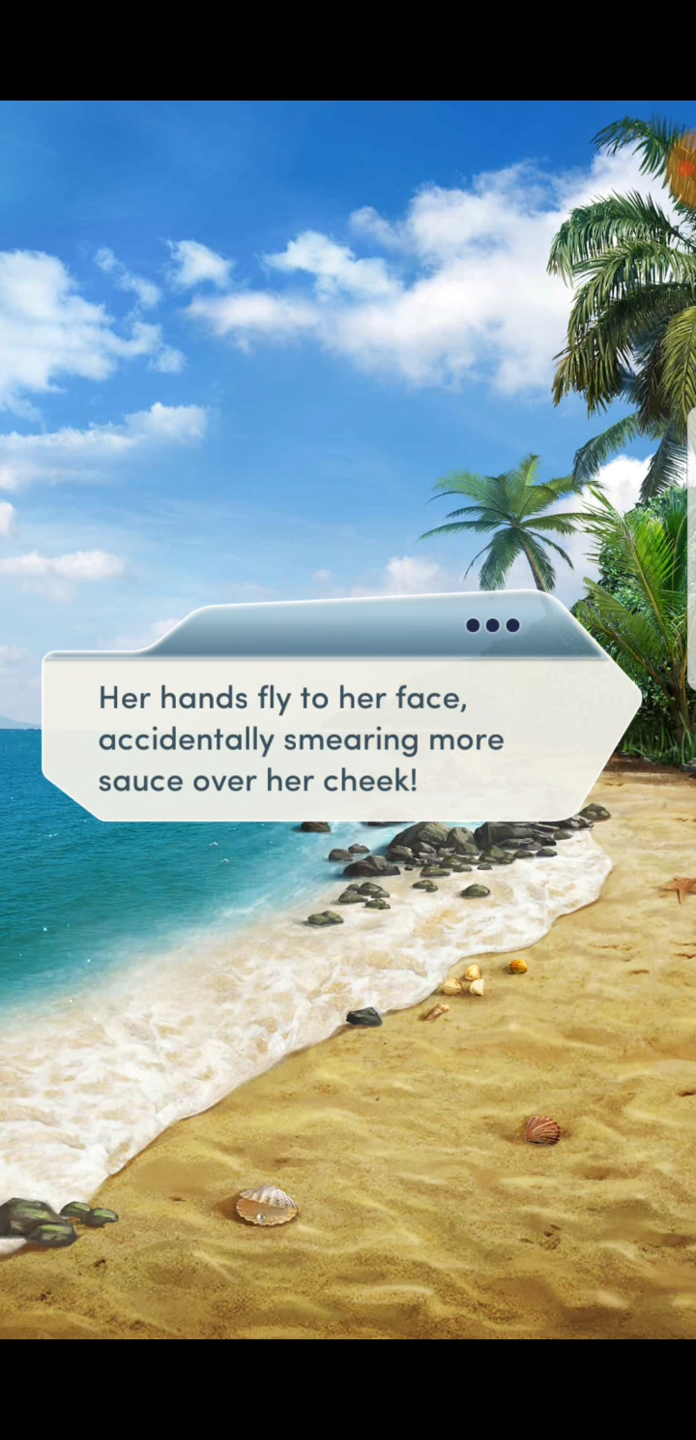 Her hands fly to her face,
accidentally smearing more
sauce over her cheek!